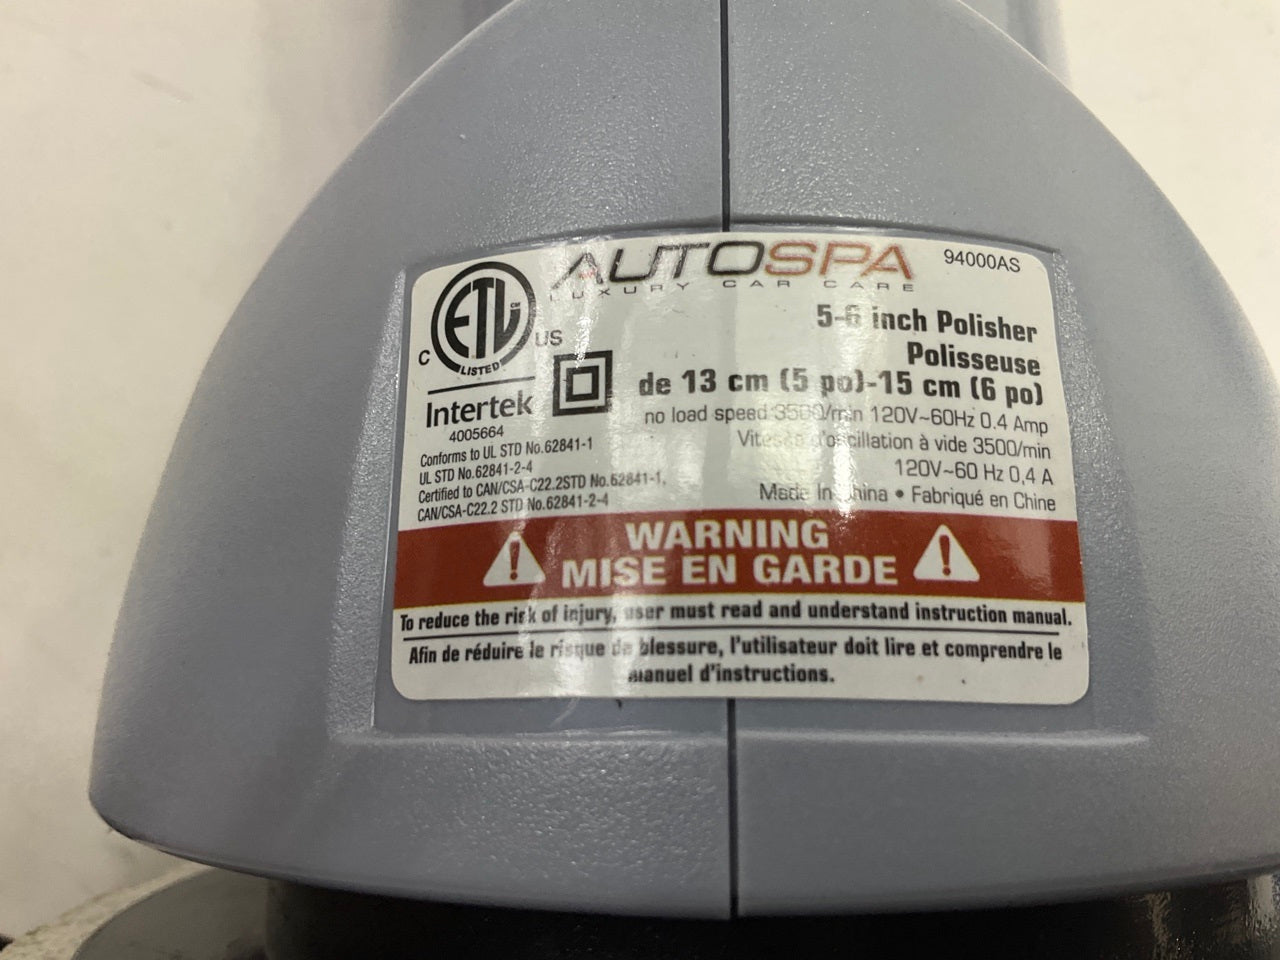 AUTOSPA
LUXURY CAR CARE
94000AS
ETL CM
LISTED
C US
Intertek
4005664
Conforms to UL STD No.62841-1
UL STD No.62841-2-4
Certified to CAN/CSA-C22.2STD No.62841-1,
CAN/CSA-C22.2 STD No.62841-2-4
5-6 inch Polisher
Polisseuse
de 13 cm (5 po)-15 cm (6 po)
no load speed 3500/min 120V~60Hz 0.4 Amp
Vitesse d'oscillation à vide 3500/min
120V~60 Hz 0,4 A
Made In China • Fabriqué en Chine
WARNING
MISE EN GARDE
To reduce the risk of injury, user must read and understand instruction manual.
Afin de réduire le risque de blessure, l'utilisateur doit lire et comprendre le
manuel d'instructions.